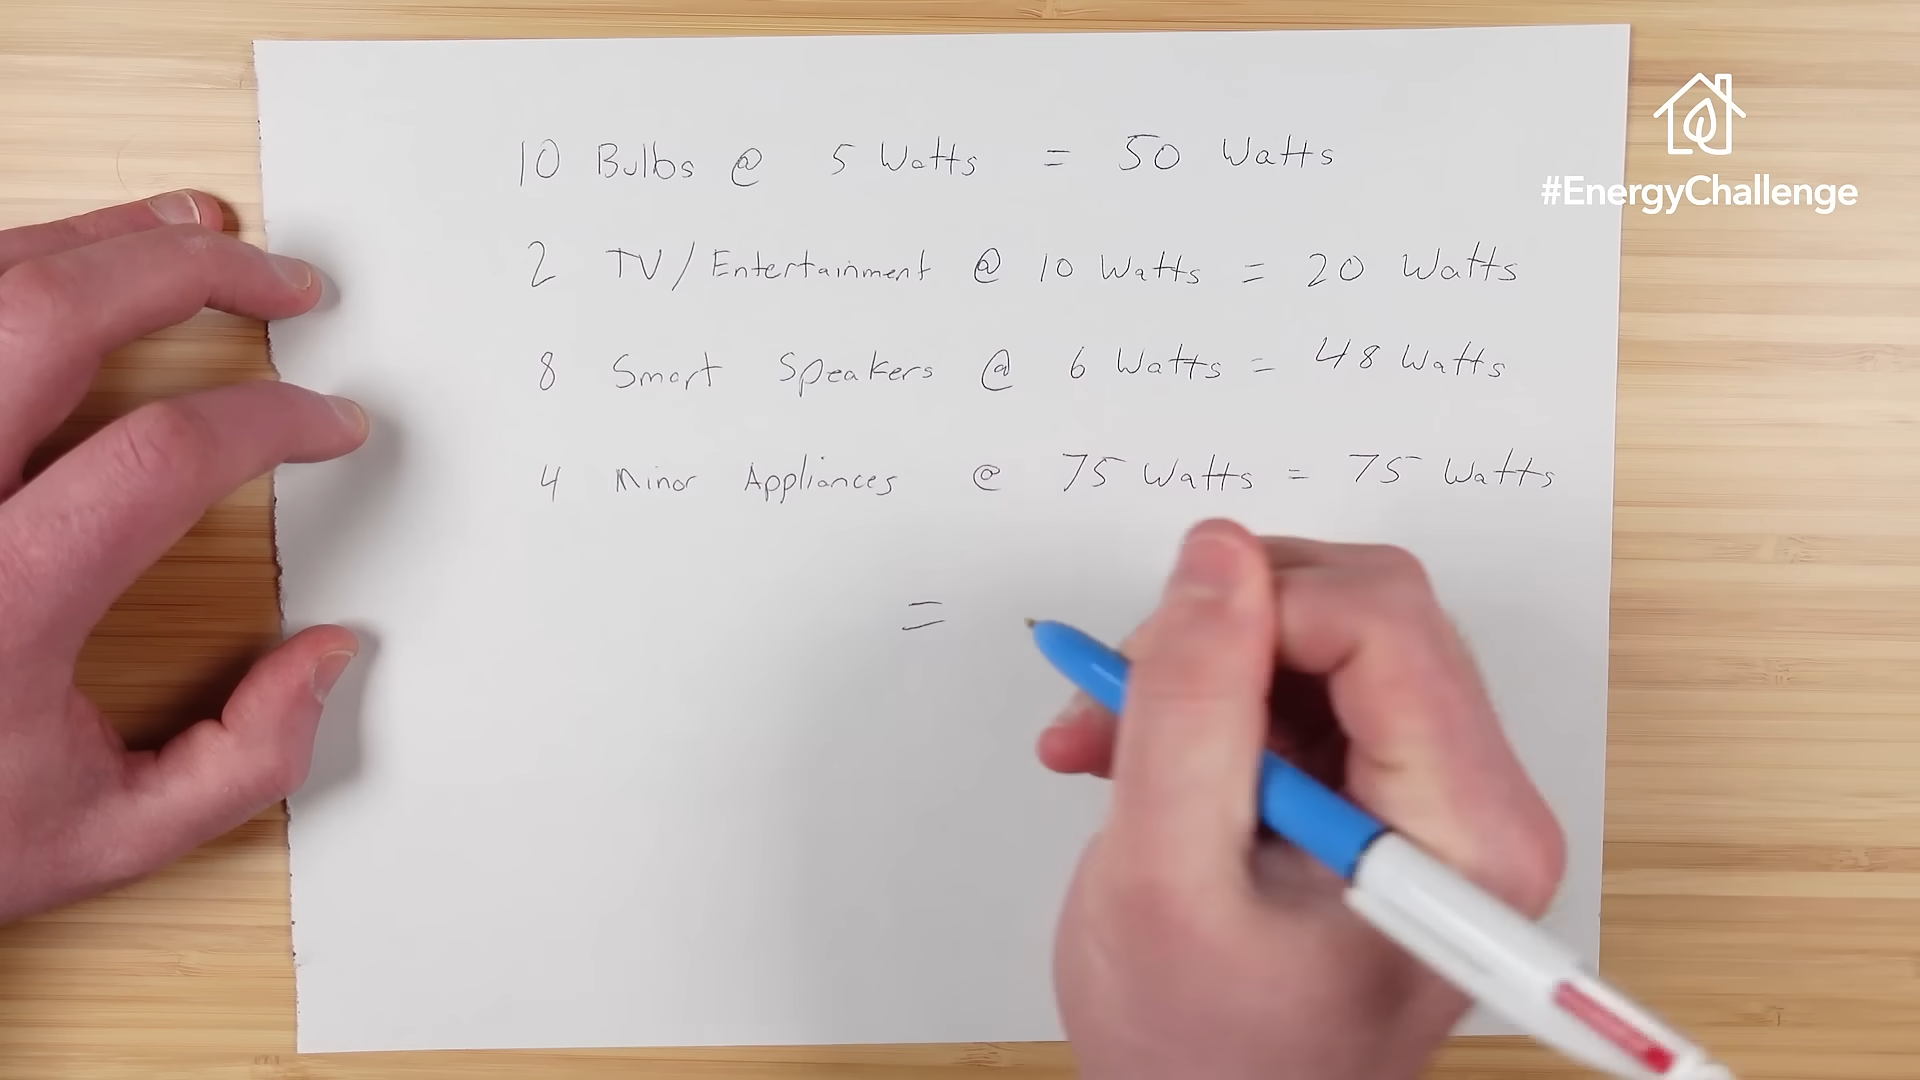 10 Bulbs @ 5 Watts = 50 Watts
#EnergyChallenge
2 TV/Entertainment @ 10 Watts = 20 Watts
8 Smart Speakers @ 6 Watts = 48 Watts
4 Minor Appliances @ 75 Watts = 75 Watts
=